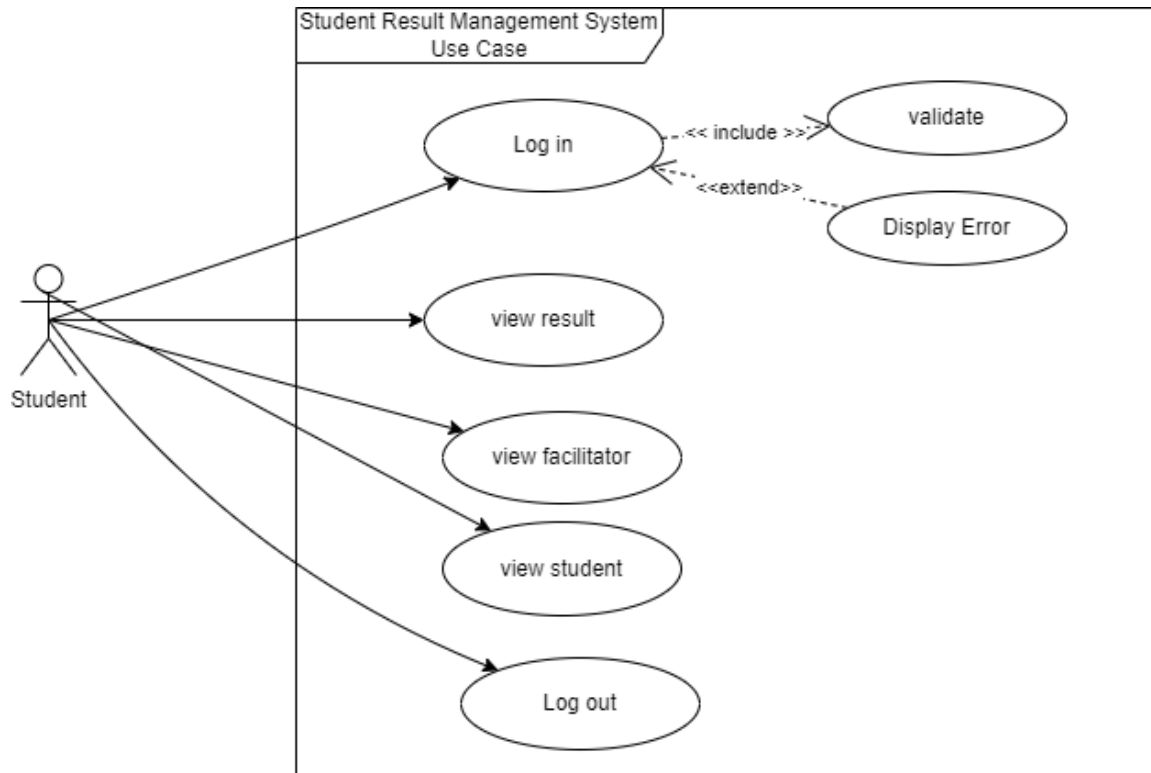 Student Result Management System
Use Case
Log in
<< include >>
validate
<<extend>>
Display Error
view result
Student
view facilitator
view student
Log out